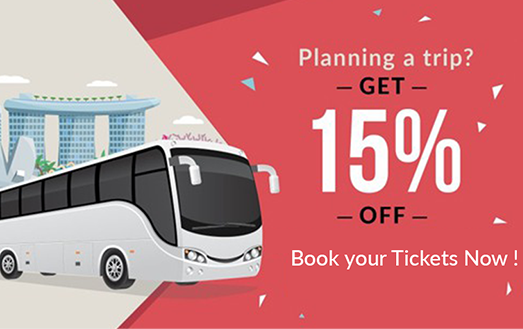 Planning a trip?
— GET —
15%
— OFF —
Book your Tickets Now !